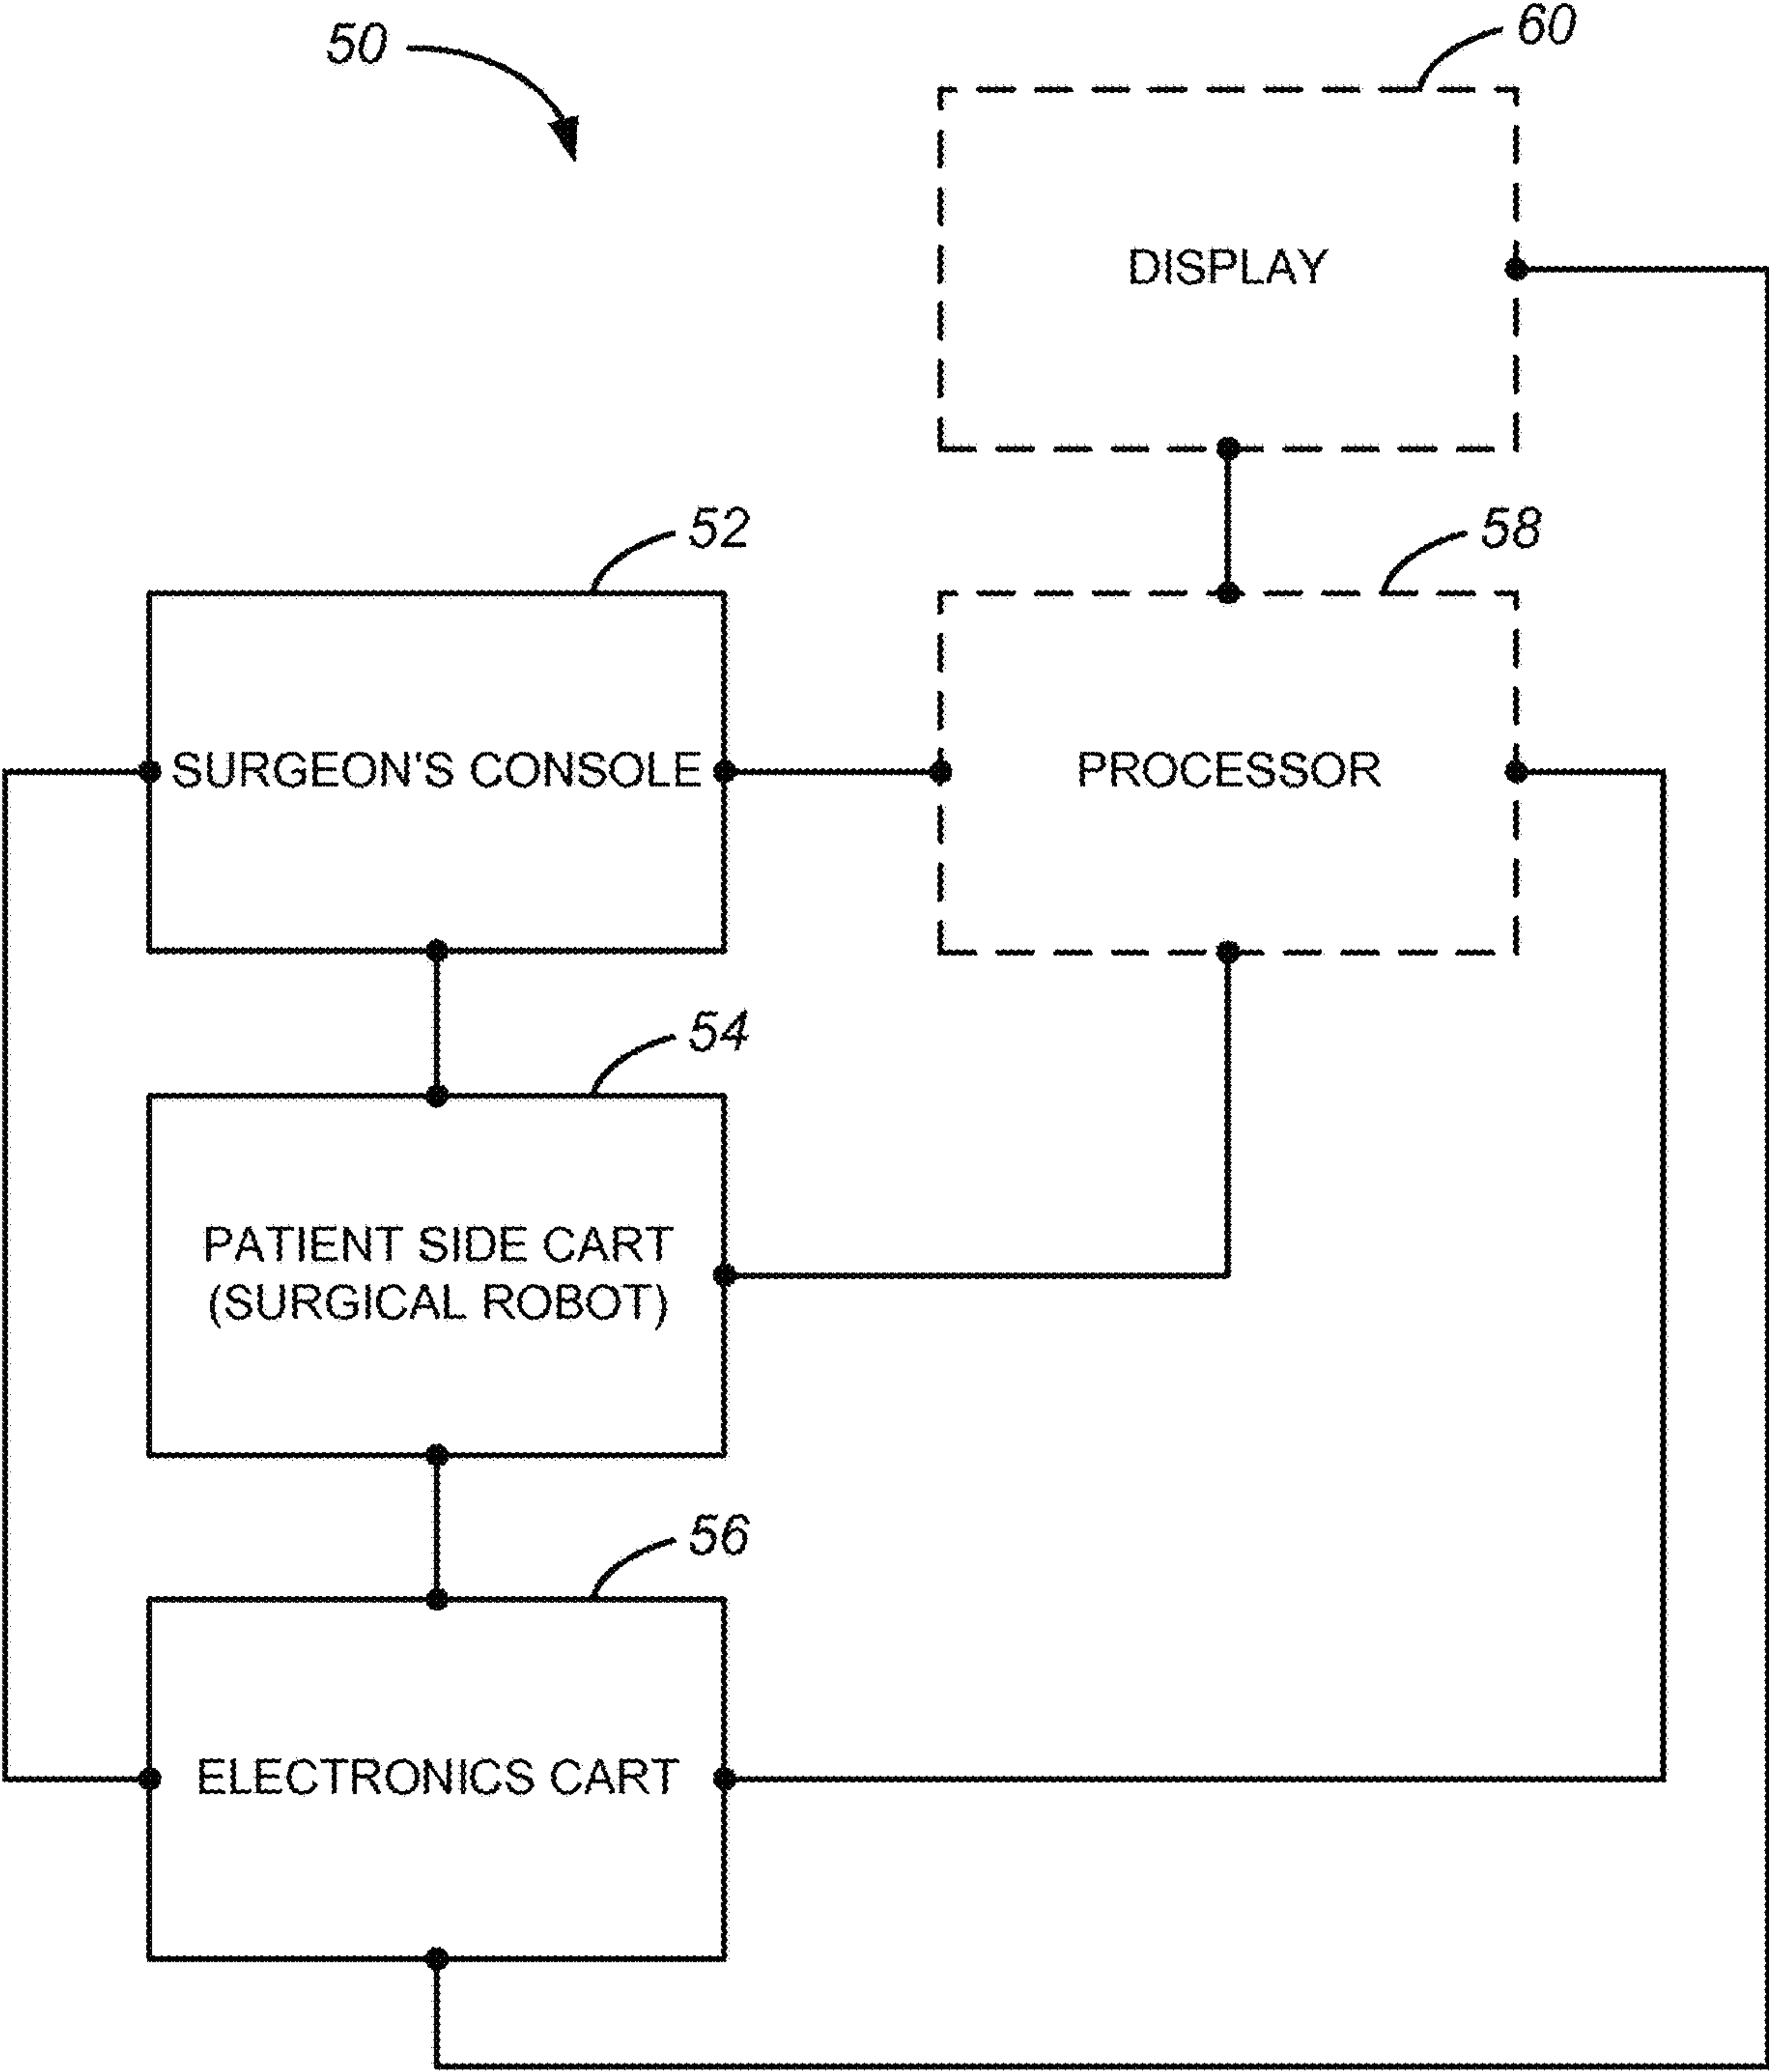 50
60
DISPLAY
52
58
SURGEON'S CONSOLE
PROCESSOR
54
PATIENT SIDE CART
(SURGICAL ROBOT)
56
ELECTRONICS CART